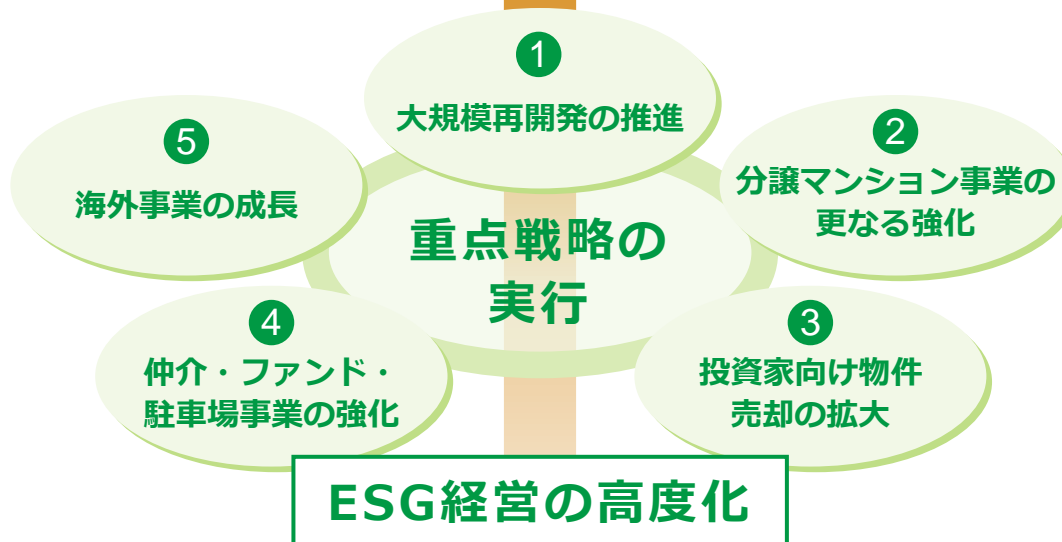 1
大規模再開発の推進
2
分譲マンション事業の
更なる強化
3
投資家向け物件
売却の拡大
4
仲介・ファンド・
駐車場事業の強化
5
海外事業の成長
重点戦略の
実行
ESG経営の高度化